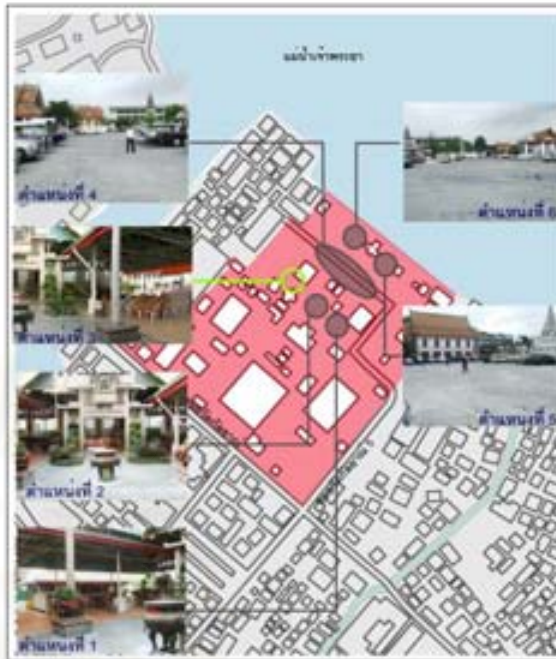 แม่น้ำเจ้าพระยา
ตำแหน่งที่ 4
ตำแหน่งที่ 6
ตำแหน่งที่ 3
ตำแหน่งที่ 5
ตำแหน่งที่ 2
ตำแหน่งที่ 1